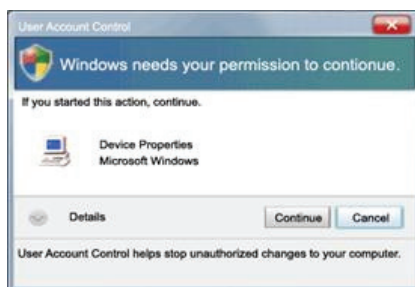 User Account Control
Windows needs your permission to contionue.
If you started this action, continue.
Device Properties
Microsoft Windows
Details
Continue
Cancel
User Account Control helps stop unauthorized changes to your computer.